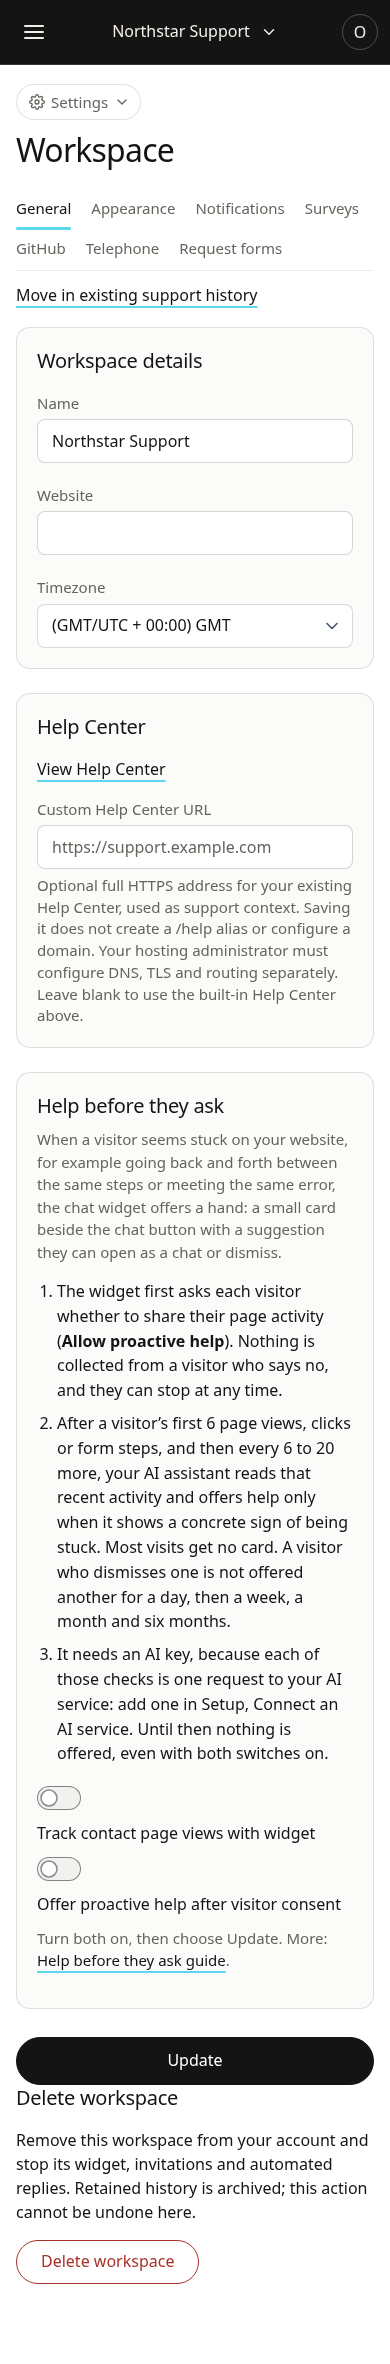 Northstar Support
O
Settings
Workspace
General Appearance Notifications Surveys
GitHub Telephone Request forms
Move in existing support history
Workspace details
Name
Northstar Support
Website
Timezone
(GMT/UTC + 00:00) GMT
Help Center
View Help Center
Custom Help Center URL
https://support.example.com
Optional full HTTPS address for your existing
Help Center, used as support context. Saving
it does not create a /help alias or configure a
domain. Your hosting administrator must
configure DNS, TLS and routing separately.
Leave blank to use the built-in Help Center
above.
Help before they ask
When a visitor seems stuck on your website,
for example going back and forth between
the same steps or meeting the same error,
the chat widget offers a hand: a small card
beside the chat button with a suggestion
they can open as a chat or dismiss.
1. The widget first asks each visitor
whether to share their page activity
(Allow proactive help). Nothing is
collected from a visitor who says no,
and they can stop at any time.
2. After a visitor’s first 6 page views, clicks
or form steps, and then every 6 to 20
more, your AI assistant reads that
recent activity and offers help only
when it shows a concrete sign of being
stuck. Most visits get no card. A visitor
who dismisses one is not offered
another for a day, then a week, a
month and six months.
3. It needs an AI key, because each of
those checks is one request to your AI
service: add one in Setup, Connect an
AI service. Until then nothing is
offered, even with both switches on.
Track contact page views with widget
Offer proactive help after visitor consent
Turn both on, then choose Update. More:
Help before they ask guide.
Update
Delete workspace
Remove this workspace from your account and
stop its widget, invitations and automated
replies. Retained history is archived; this action
cannot be undone here.
Delete workspace